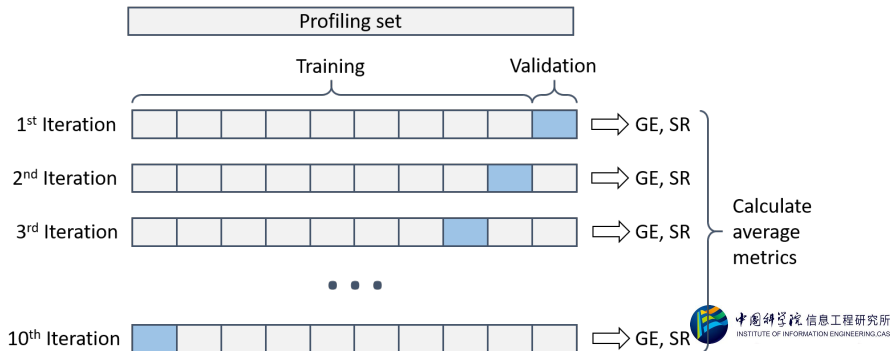 Profiling set
Training Validation
1st Iteration GE, SR
2nd Iteration GE, SR
3rd Iteration GE, SR
Calculate
average
metrics
• • •
10th Iteration GE, SR
中国科学院 信息工程研究所
INSTITUTE OF INFORMATION ENGINEERING,CAS